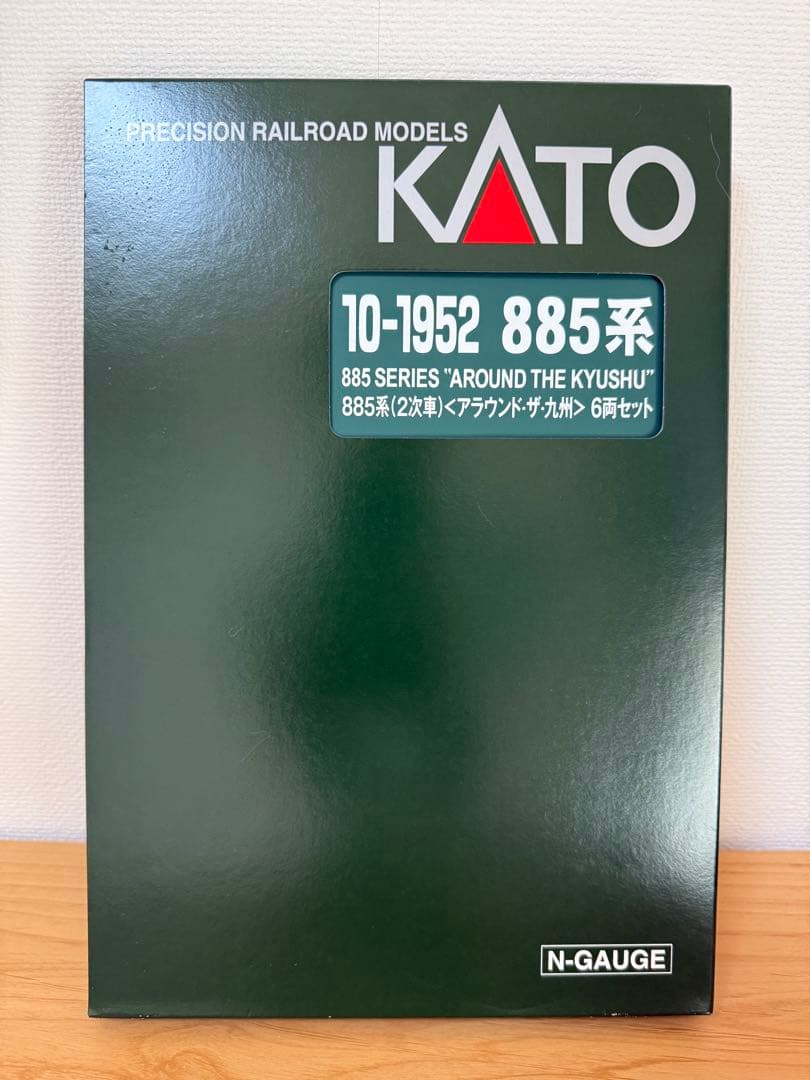 PRECISION RAILROAD MODELS
KATO
10-1952 885系
885 SERIES "AROUND THE KYUSHU"
885系(2次車)<アラウンド・ザ・九州> 6両セット
N-GAUGE